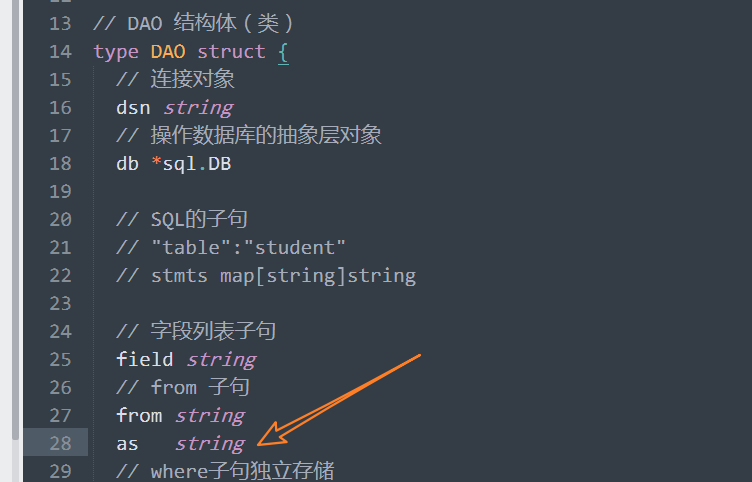 13 // DAO 结构体（类）
14 type DAO struct {
15 // 连接对象
16 dsn string
17 // 操作数据库的抽象层对象
18 db *sql.DB
19
20 // SQL的子句
21 // "table":"student"
22 // stmts map[string]string
23
24 // 字段列表子句
25 field string
26 // from 子句
27 from string
28 as   string
29 // where子句独立存储